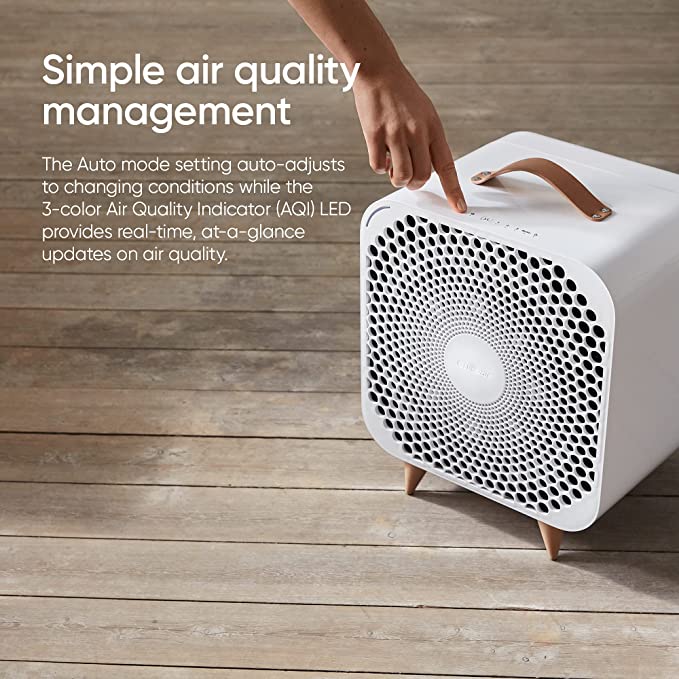 Simple air quality
management
The Auto mode setting auto-adjusts
to changing conditions while the
3-color Air Quality Indicator (AQI) LED
provides real-time, at-a-glance
updates on air quality.